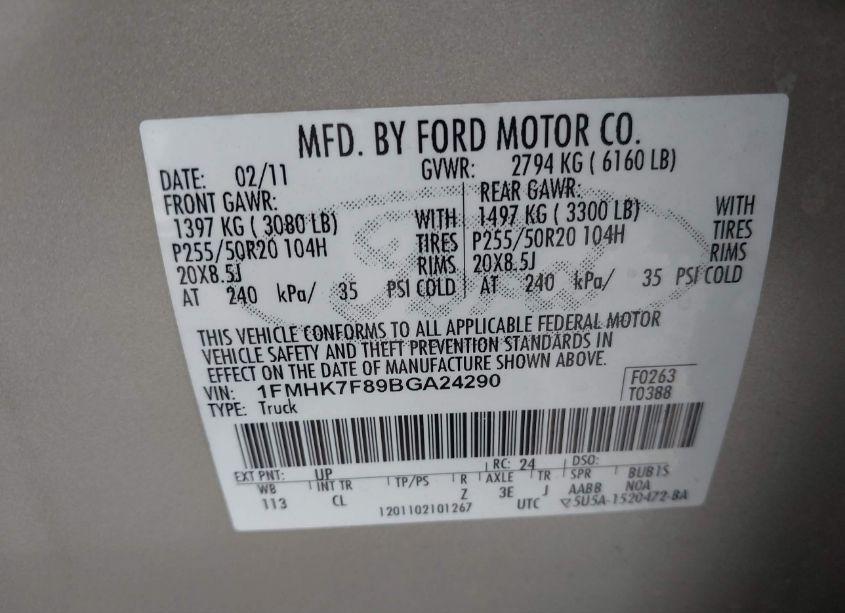 MFD. BY FORD MOTOR CO.
DATE: 02/11 GVWR: 2794 KG ( 6160 LB)
FRONT GAWR: REAR GAWR:
1397 KG ( 3080 LB) WITH 1497 KG ( 3300 LB) WITH
P255/50R20 104H TIRES P255/50R20 104H TIRES
20X8.5J RIMS 20X8.5J RIMS
AT 240 kPa/ 35 PSI COLD AT 240 kPa/ 35 PSI COLD
Ford
THIS VEHICLE CONFORMS TO ALL APPLICABLE FEDERAL MOTOR
VEHICLE SAFETY AND THEFT PREVENTION STANDARDS IN
EFFECT ON THE DATE OF MANUFACTURE SHOWN ABOVE.
VIN: 1FMHK7F89BGA24290 F0263
TYPE: Truck T0388
EXT PNT: UP RC: 24 DSO:
WB INT TR TP/PS R AXLE TR SPR BUBTS
113 CL Z 3E J AABB NOA
1201102101267 UTC 5U5A-1520472-BA